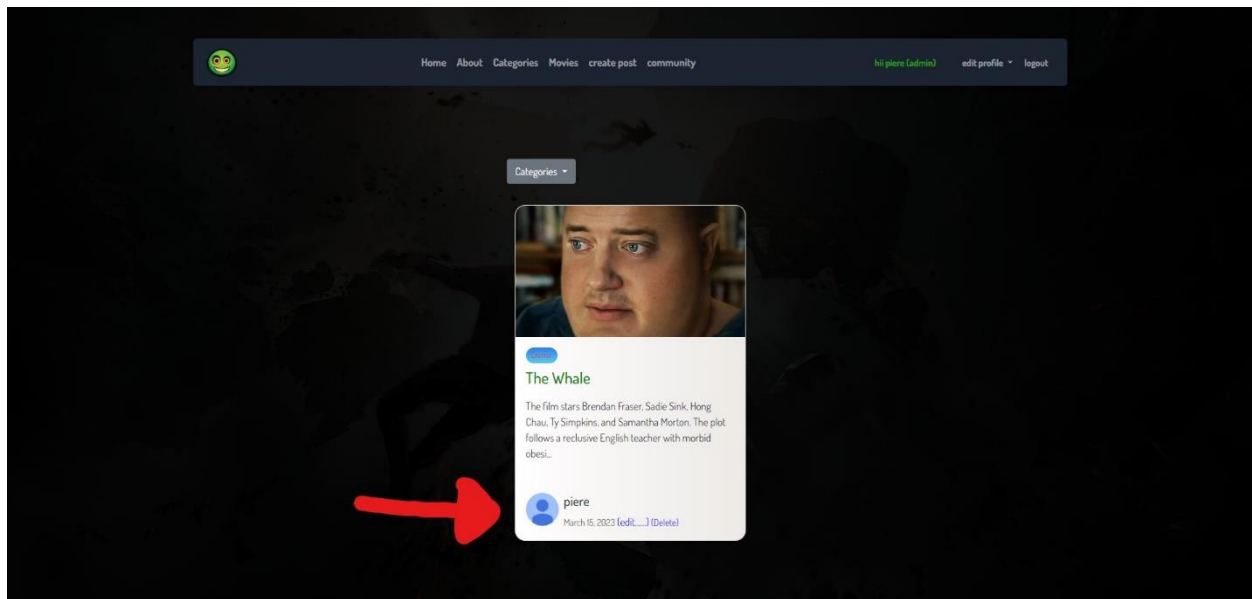 Home About Categories Movies create post community
hii piere (admin) edit profile logout
Categories
The Whale
The film stars Brendan Fraser, Sadie Sink, Hong
Chau, Ty Simpkins, and Samantha Morton. The plot
follows a reclusive English teacher with morbid
obesi...
piere
March 15, 2023 (edit......) (Delete)